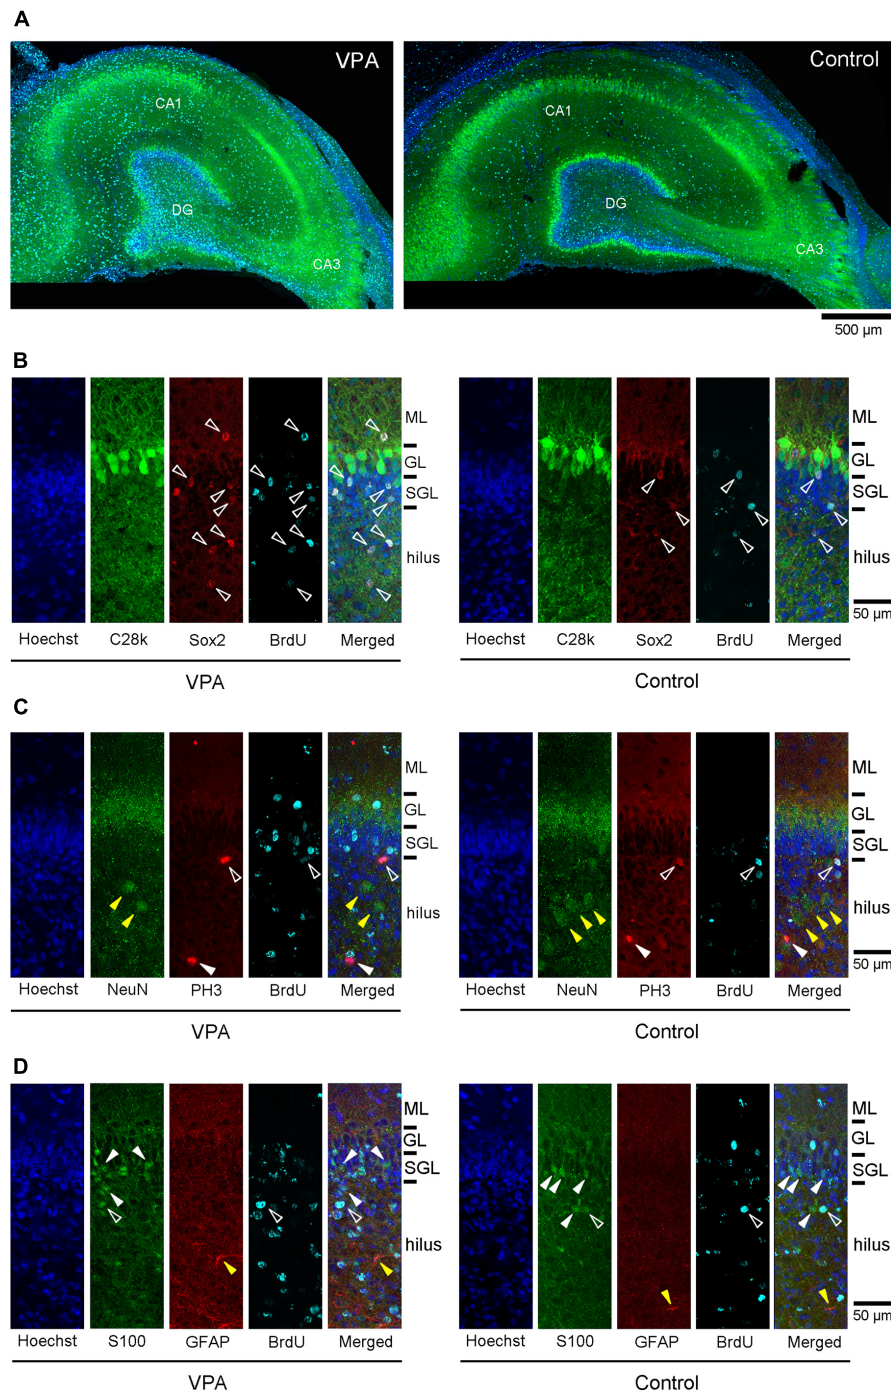 A
VPA
Control
CA1
CA1
DG
DG
CA3
CA3
500 µm
B
ML
GL
SGL
hilus
50 µm
ML
GL
SGL
hilus
Hoechst C28k Sox2 BrdU Merged
Hoechst C28k Sox2 BrdU Merged
VPA
Control
C
ML
GL
SGL
hilus
ML
GL
SGL
hilus
50 µm
Hoechst NeuN PH3 BrdU Merged
Hoechst NeuN PH3 BrdU Merged
VPA
Control
D
ML
GL
SGL
hilus
ML
GL
SGL
hilus
50 µm
Hoechst S100 GFAP BrdU Merged
Hoechst S100 GFAP BrdU Merged
VPA
Control